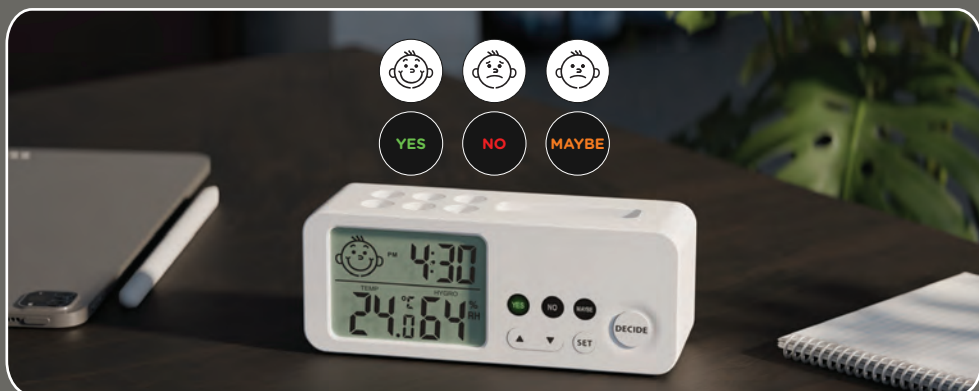 YES NO MAYBE
PM 4:30
TEMP HYGRO
24.0 °C 64 % RH
YES NO MAYBE
DECIDE
SET